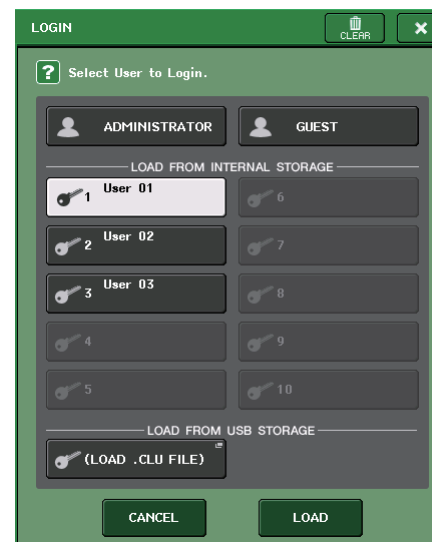 LOGIN
CLEAR
? Select User to Login.
ADMINISTRATOR
GUEST
LOAD FROM INTERNAL STORAGE
1 User 01
6
2 User 02
7
3 User 03
8
4
9
5
10
LOAD FROM USB STORAGE
(LOAD .CLU FILE)
CANCEL
LOAD